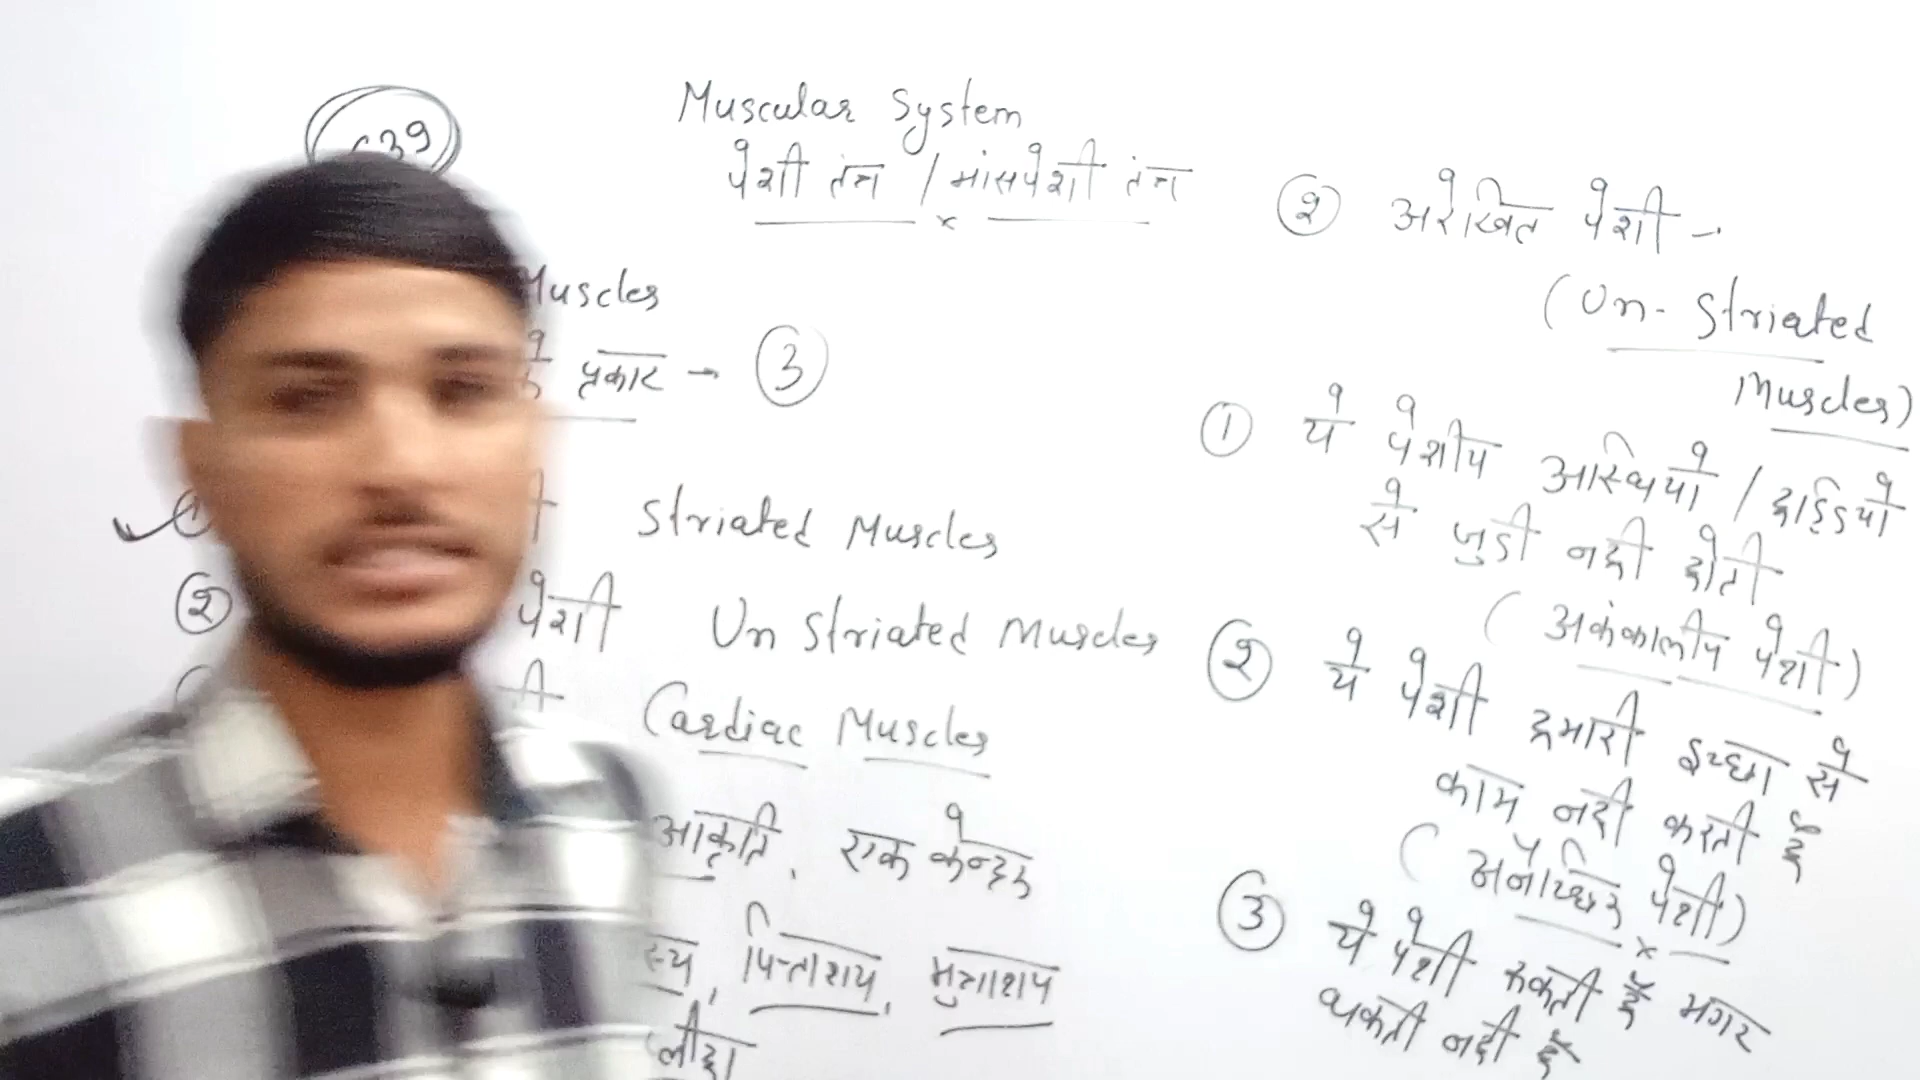 39
Muscular System
पेशी तंत्र / मांसपेशी तंत्र
Muscles
के प्रकार - 3
Striated Muscles
2 पेशी Un Striated Muscles
Cardiac Muscles
आकृति, एक केन्द्रक
पित्ताशय, मुत्राशय
2 अरेखित पेशी -
(Un- Striated
Muscles)
1 ये पेशीय अस्थियो / हड्डियो
से जुडी नही होती
(अकंकालीय पेशी)
2 ये पेशी हमारी इच्छा से
काम नही करती है
(अनैच्छिक पेशी)
3 ये पेशी रुकती है मगर
थकती नही है